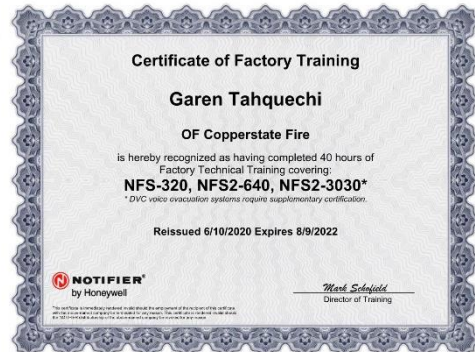 Certificate of Factory Training
Garen Tahquechi
OF Copperstate Fire
is hereby recognized as having completed 40 hours of
Factory Technical Training covering:
NFS-320, NFS2-640, NFS2-3030*
* DVC voice evacuation systems require supplementary certification.
Reissued 6/10/2020 Expires 8/9/2022
NOTIFIER®
by Honeywell
Mark Schofield
Director of Training